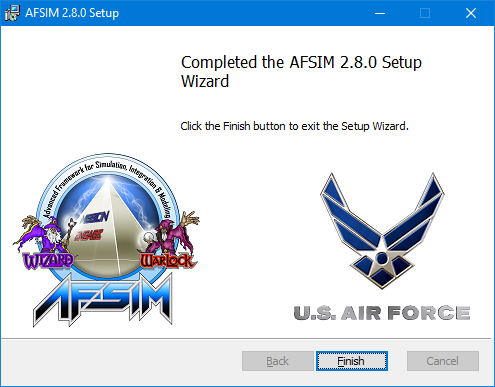 AFSIM 2.8.0 Setup
Completed the AFSIM 2.8.0 Setup
Wizard
Click the Finish button to exit the Setup Wizard.
Advanced Framework for Simulation, Integration & Modeling
MISSION
ENGAGE
WIZARD
WARLOCK
AFSIM
U.S. AIR FORCE
Back
Finish
Cancel